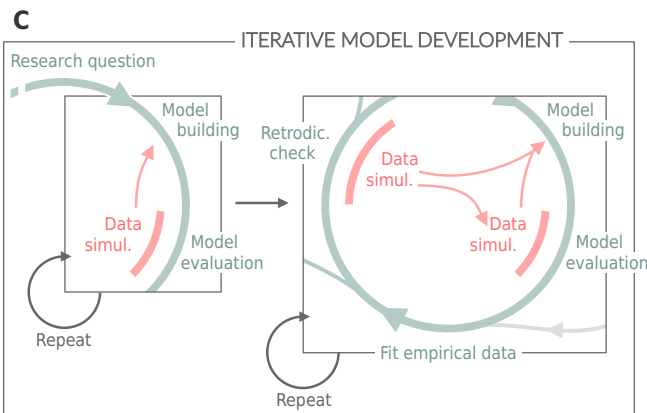 C
ITERATIVE MODEL DEVELOPMENT
Research question
Model
building
Data
simul.
Model
evaluation
Repeat
Retrodic.
check
Data
simul.
Model
building
Data
simul.
Model
evaluation
Fit empirical data
Repeat